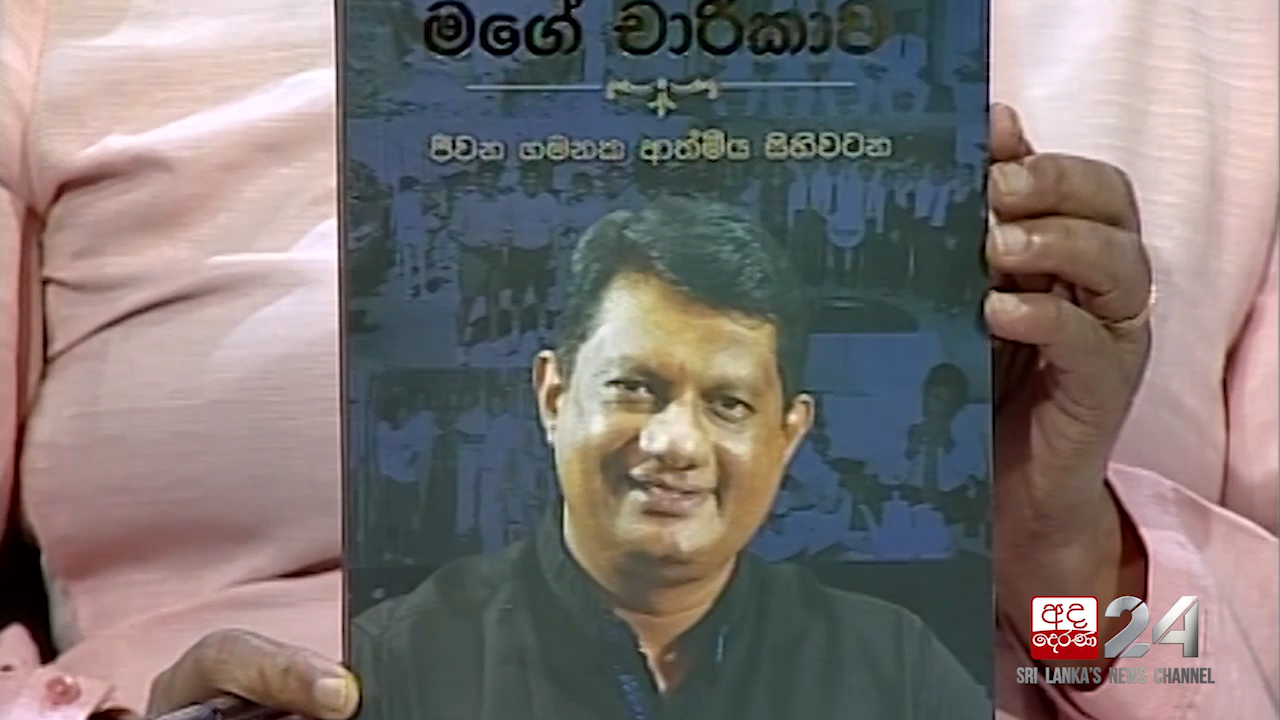 මගේ චාරිකාව
ජීවන ගමනක ආත්මීය සිහිවටන
අද
දෙරණ
24
SRI LANKA'S NEWS CHANNEL